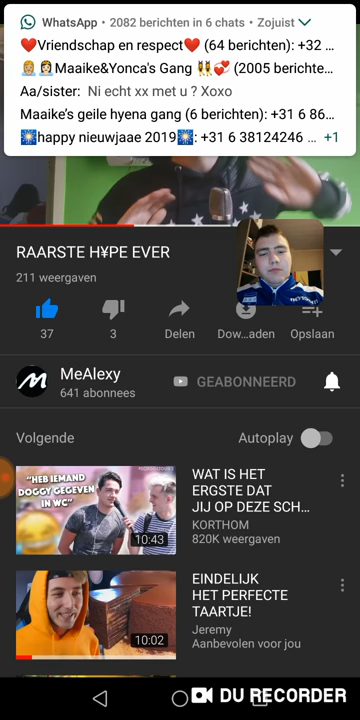 WhatsApp • 2082 berichten in 6 chats • Zojuist
❤️Vriendschap en respect❤️ (64 berichten): +32 ...
👩🏼👸🏻Maaike&Yonca's Gang 👯💞 (2005 berichte...
Aa/sister: Ni echt xx met u ? Xoxo
Maaike's geile hyena gang (6 berichten): +31 6 86...
🎆happy nieuwjaae 2019🎆: +31 6 38124246 ... +1
RAARSTE H¥PE EVER
211 weergaven
37
3
Delen
Dow...aden
Opslaan
MeAlexy
641 abonnees
GEABONNEERD
Volgende
Autoplay
"HEB IEMAND
DOGGY GEGEVEN
IN WC"
10:43
WAT IS HET
ERGSTE DAT
JIJ OP DEZE SCH...
KORTHOM
820K weergaven
10:02
EINDELIJK
HET PERFECTE
TAARTJE!
Jeremy
Aanbevolen voor jou
DU RECORDER